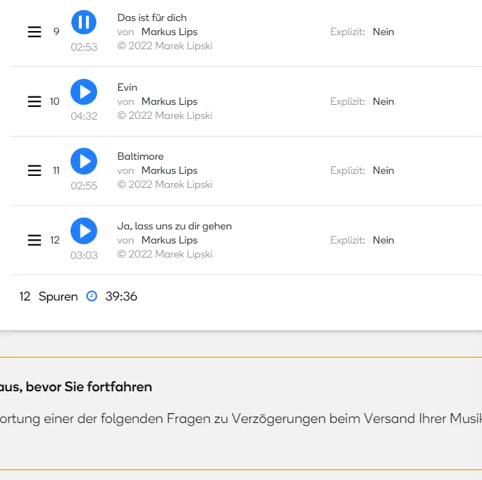 Das ist für dich
9
von Markus Lips
Explizit: Nein
02:53
© 2022 Marek Lipski
Evin
10
von Markus Lips
Explizit: Nein
04:32
© 2022 Marek Lipski
Baltimore
11
von Markus Lips
Explizit: Nein
02:55
© 2022 Marek Lipski
Ja, lass uns zu dir gehen
12
von Markus Lips
Explizit: Nein
03:03
© 2022 Marek Lipski
12 Spuren 39:36
aus, bevor Sie fortfahren
ortung einer der folgenden Fragen zu Verzögerungen beim Versand Ihrer Musik